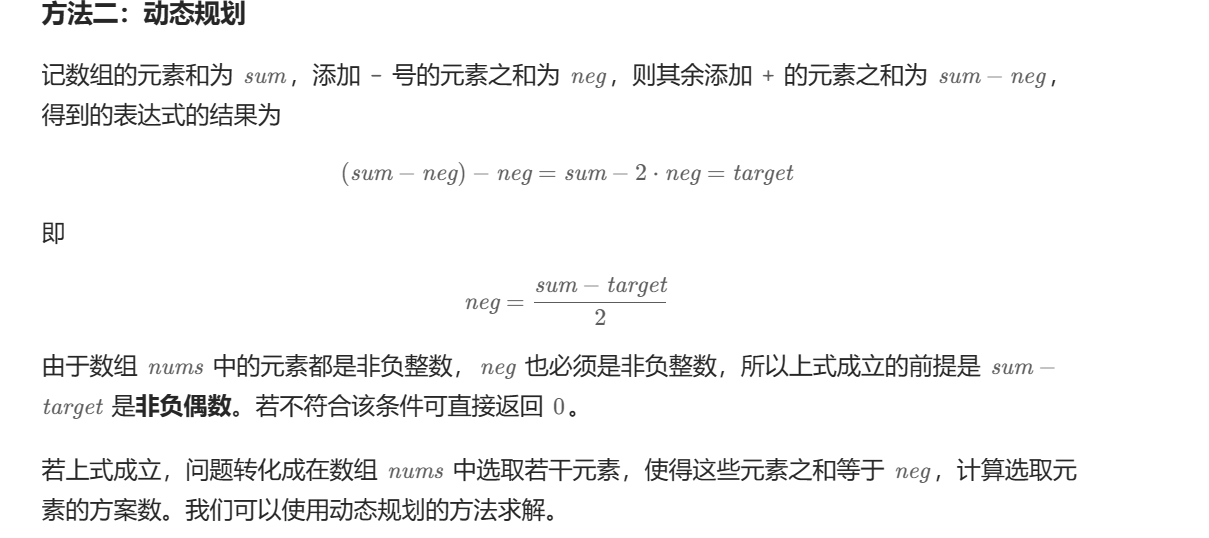 方法二：动态规划
记数组的元素和为 sum，添加 - 号的元素之和为 neg，则其余添加 + 的元素之和为 sum − neg，
得到的表达式的结果为
(sum − neg) − neg = sum − 2 · neg = target
即
neg = \frac{sum − target}{2}
由于数组 nums 中的元素都是非负整数， neg 也必须是非负整数，所以上式成立的前提是 sum −
target 是非负偶数。若不符合该条件可直接返回 0。
若上式成立，问题转化成在数组 nums 中选取若干元素，使得这些元素之和等于 neg，计算选取元
素的方案数。我们可以使用动态规划的方法求解。